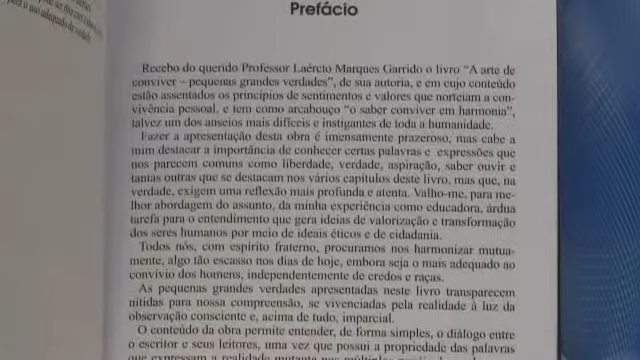 para o uso adequado da verdade
Prefácio
Recebo do querido Professor Laércio Marques Garrido o livro "A arte de
conviver – pequenas grandes verdades", de sua autoria, e em cujo conteúdo
estão assentados os princípios de sentimentos e valores que norteiam a con-
vivência pessoal, e tem como arcabouço "o saber conviver em harmonia",
talvez um dos anseios mais difíceis e instigantes de toda a humanidade.
Fazer a apresentação desta obra é imensamente prazeroso, mas cabe a
mim destacar a importância de conhecer certas palavras e expressões que
nos parecem comuns como liberdade, verdade, aspiração, saber ouvir e
tantas outras que se destacam nos vários capítulos deste livro, mas que, na
verdade, exigem uma reflexão mais profunda e atenta. Valho-me, para me-
lhor abordagem do assunto, da minha experiência como educadora, árdua
tarefa para o entendimento que gera ideias de valorização e transformação
dos seres humanos por meio de ideais éticos e de cidadania.
Todos nós, com espírito fraterno, procuramos nos harmonizar mutua-
mente, algo tão escasso nos dias de hoje, embora seja o mais adequado ao
convívio dos homens, independentemente de credos e raças.
As pequenas grandes verdades apresentadas neste livro transparecem
nítidas para nossa compreensão, se vivenciadas pela realidade à luz da
observação consciente e, acima de tudo, imparcial.
O conteúdo da obra permite entender, de forma simples, o diálogo entre
o escritor e seus leitores, uma vez que possui a propriedade das palavras
que expressam a realidade mutante nos